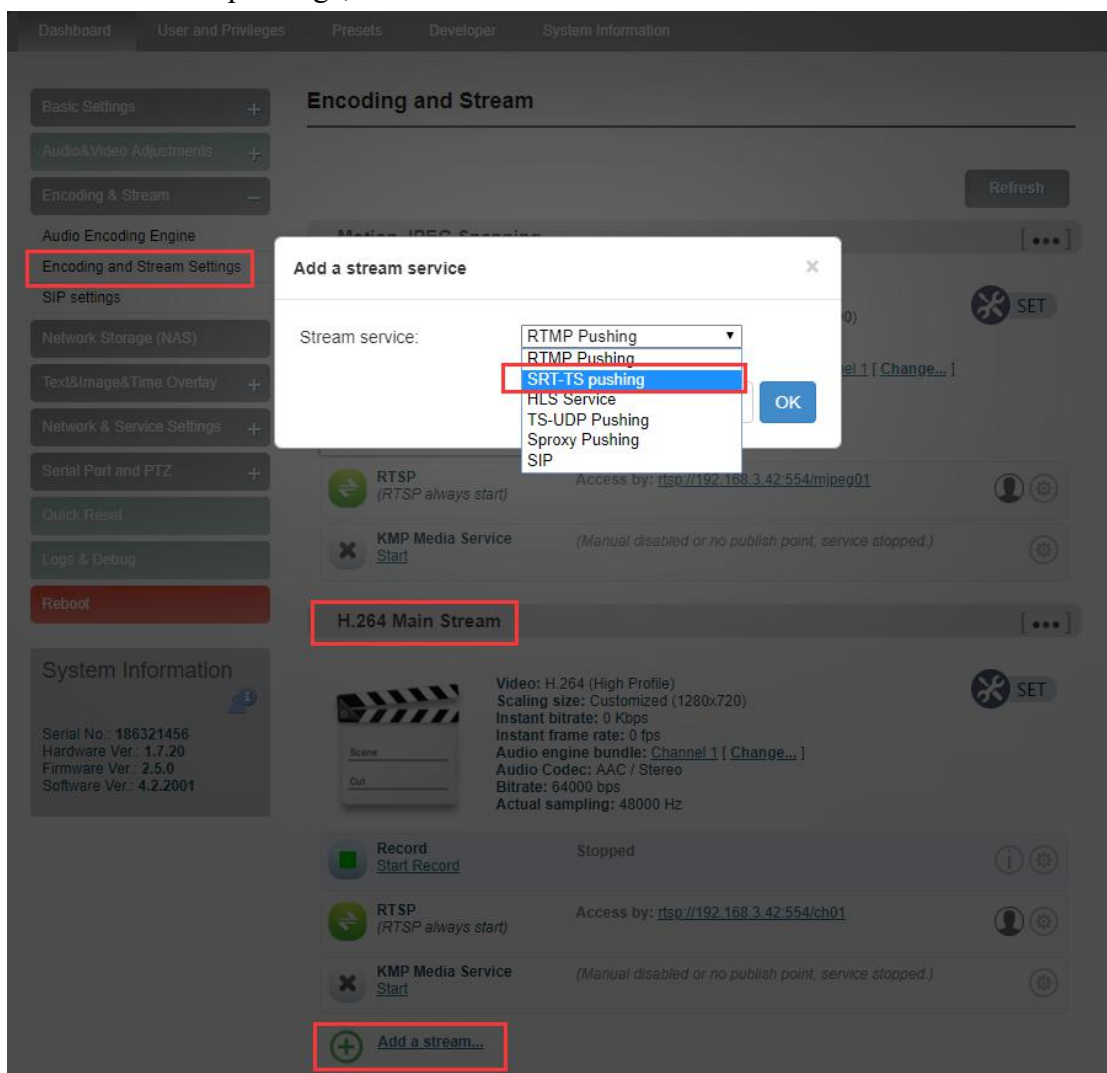 Dashboard User and Privileges Presets Developer System Information
Basic Settings +
Audio&Video Adjustments +
Encoding & Stream –
Audio Encoding Engine
Encoding and Stream Settings
SIP settings
Network Storage (NAS)
Text&Image&Time Overlay +
Network & Service Settings +
Serial Port and PTZ +
Quick Reset
Logs & Debug
Reboot
System Information
Serial No.: 186321456
Hardware Ver.: 1.7.20
Firmware Ver.: 2.5.0
Software Ver.: 4.2.2001
Encoding and Stream
Refresh
[•••]
SET
0)
[ Change... ]
Add a stream service ×
Stream service: RTMP Pushing ▼
RTMP Pushing
SRT-TS pushing
HLS Service
TS-UDP Pushing
Sproxy Pushing
SIP
OK
RTSP
(RTSP always start)
Access by: rtsp://192.168.3.42:554/mjpeg01
KMP Media Service
Start
(Manual disabled or no publish point, service stopped.)
H.264 Main Stream [•••]
Scene
Cut
Video: H.264 (High Profile)
Scaling size: Customized (1280x720)
Instant bitrate: 0 Kbps
Instant frame rate: 0 fps
Audio engine bundle: Channel 1 [ Change... ]
Audio Codec: AAC / Stereo
Bitrate: 64000 bps
Actual sampling: 48000 Hz
SET
Record
Start Record
Stopped
RTSP
(RTSP always start)
Access by: rtsp://192.168.3.42:554/ch01
KMP Media Service
Start
(Manual disabled or no publish point, service stopped.)
Add a stream...